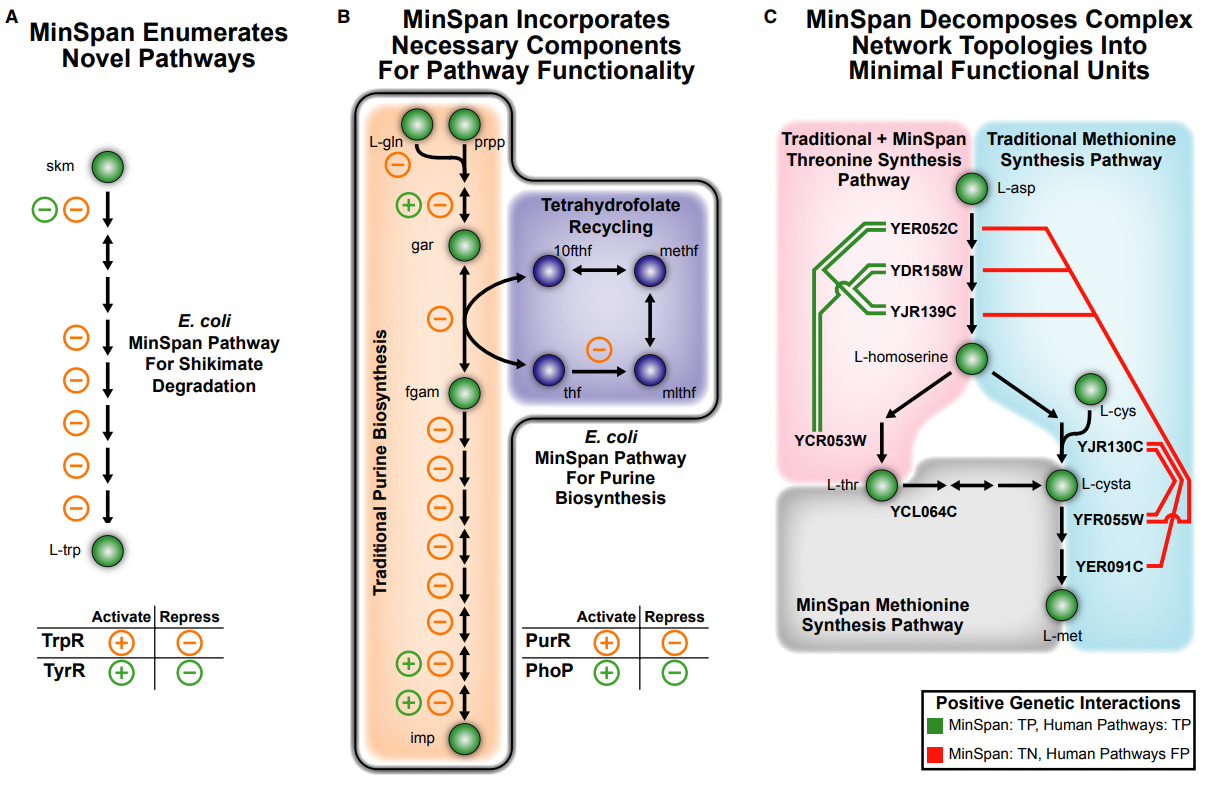 A
MinSpan Enumerates
Novel Pathways
skm
−
−
−
−
−
−
−
L-trp
E. coli
MinSpan Pathway
For Shikimate
Degradation
Activate Repress
TrpR + −
TyrR + −
B
MinSpan Incorporates
Necessary Components
For Pathway Functionality
Traditional Purine Biosynthesis
L-gln prpp
−
+ −
gar
−
fgam
−
−
−
−
−
−
+ −
+ −
imp
Tetrahydrofolate
Recycling
10fthf methf
−
thf mlthf
E. coli
MinSpan Pathway
For Purine
Biosynthesis
Activate Repress
PurR + −
PhoP + −
C
MinSpan Decomposes Complex
Network Topologies Into
Minimal Functional Units
Traditional + MinSpan
Threonine Synthesis
Pathway
Traditional Methionine
Synthesis Pathway
L-asp
YER052C
YDR158W
YJR139C
L-homoserine
L-cys
YCR053W
YJR130C
L-thr
L-cysta
YCL064C
YFR055W
YER091C
MinSpan Methionine
Synthesis Pathway
L-met
Positive Genetic Interactions
MinSpan: TP, Human Pathways: TP
MinSpan: TN, Human Pathways FP